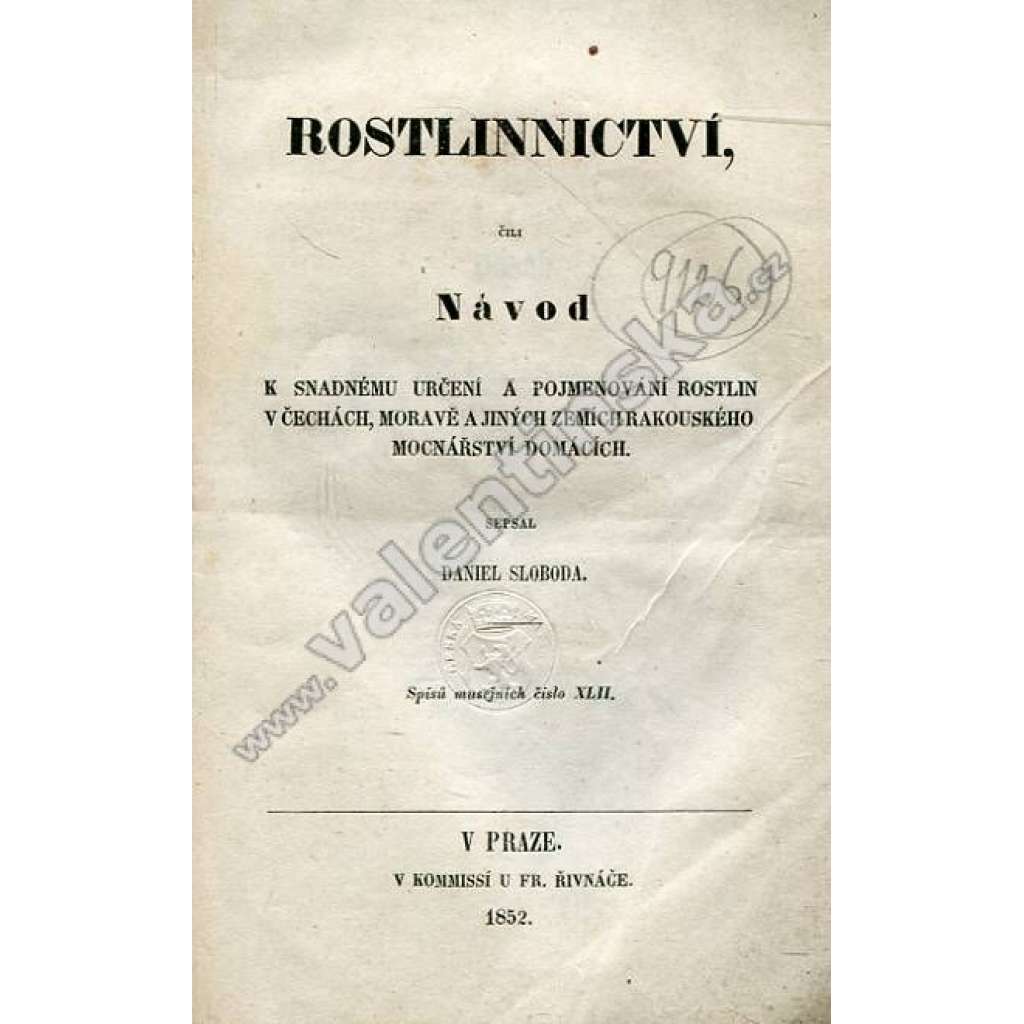 ROSTLINNICTVÍ,
ČILI
Návod
K SNADNÉMU URČENÍ A POJMENOVÁNÍ ROSTLIN
V ČECHÁCH, MORAVĚ A JINÝCH ZEMÍCH RAKOUSKÉHO
MOCNÁŘSTVÍ DOMÁCÍCH.
SEPSAL
DANIEL SLOBODA.
Spisů musejních číslo XLII.
V PRAZE.
V KOMMISSÍ U FR. ŘIVNÁČE.
1852.
www.valentinska.cz